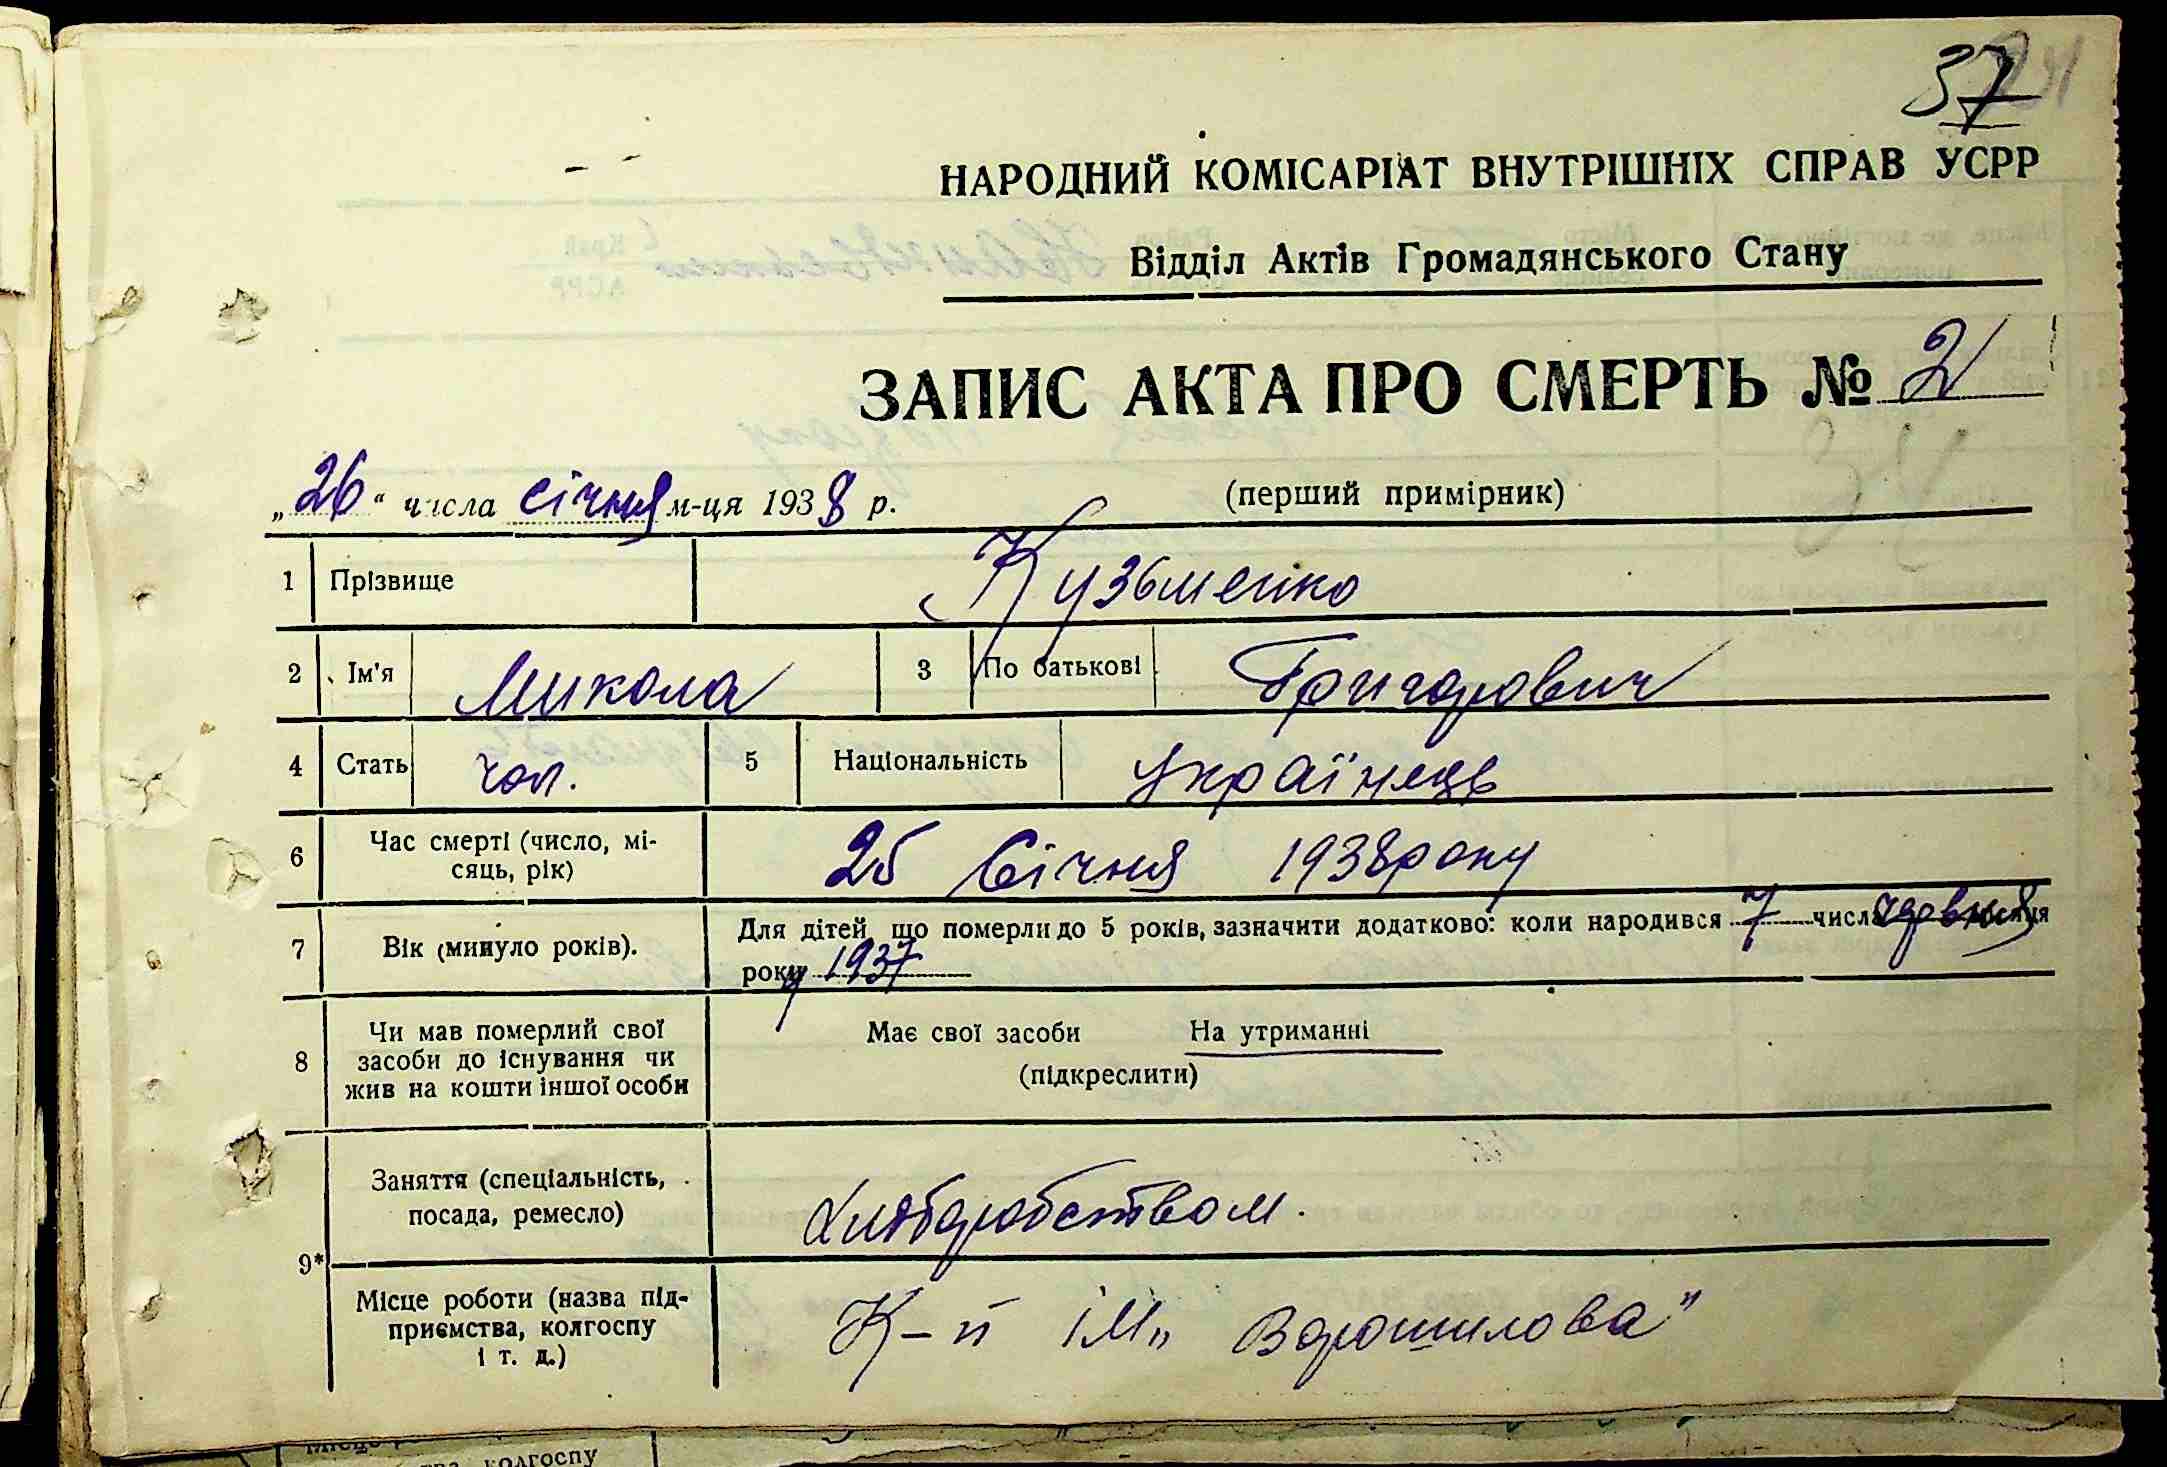 37
НАРОДНИЙ КОМІСАРІАТ ВНУТРІШНІХ СПРАВ УСРР
Відділ Актів Громадянського Стану
ЗАПИС АКТА ПРО СМЕРТЬ № 2
„26“ числа січня м-ця 1938 р. (перший примірник)
1 Прізвище Кузьменко
2 Ім'я Микола 3 По батькові Григорович
4 Стать чол. 5 Національність українець
6 Час смерті (число, мі-
сяць, рік) 25 Січня 1938 року
7 Вік (минуло років). Для дітей що померли до 5 років, зазначити додатково: коли народився 7 числа місяця
року 1937
8 Чи мав померлий свої
засоби до існування чи
жив на кошти іншої особи
Має свої засоби На утриманні
(підкреслити)
9* Заняття (спеціальність,
посада, ремесло) хліборобством.
Місце роботи (назва під-
приємства, колгоспу
і т. д.) К-п ім „Ворошилова"
колгоспу